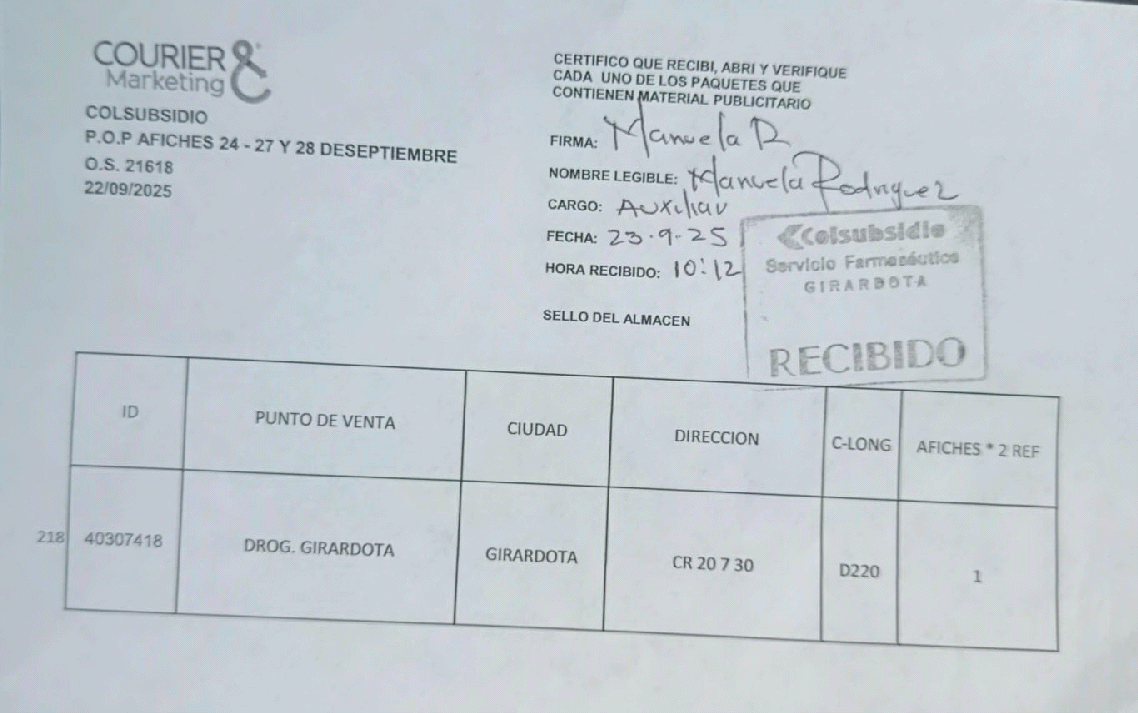 COURIER &
Marketing
COLSUBSIDIO
P.O.P AFICHES 24 - 27 Y 28 DESEPTIEMBRE
O.S. 21618
22/09/2025
CERTIFICO QUE RECIBI, ABRI Y VERIFIQUE
CADA UNO DE LOS PAQUETES QUE
CONTIENEN MATERIAL PUBLICITARIO
FIRMA: Manuela R
NOMBRE LEGIBLE: Manuela Rodriguez
CARGO: Auxiliar
FECHA: 23-9-25
HORA RECIBIDO: 10:12
SELLO DEL ALMACEN
Colsubsidio
Servicio Farmacéutico
GIRARDOTA
RECIBIDO
ID PUNTO DE VENTA CIUDAD DIRECCION C-LONG AFICHES * 2 REF
218 40307418 DROG. GIRARDOTA GIRARDOTA CR 20 7 30 D220 1